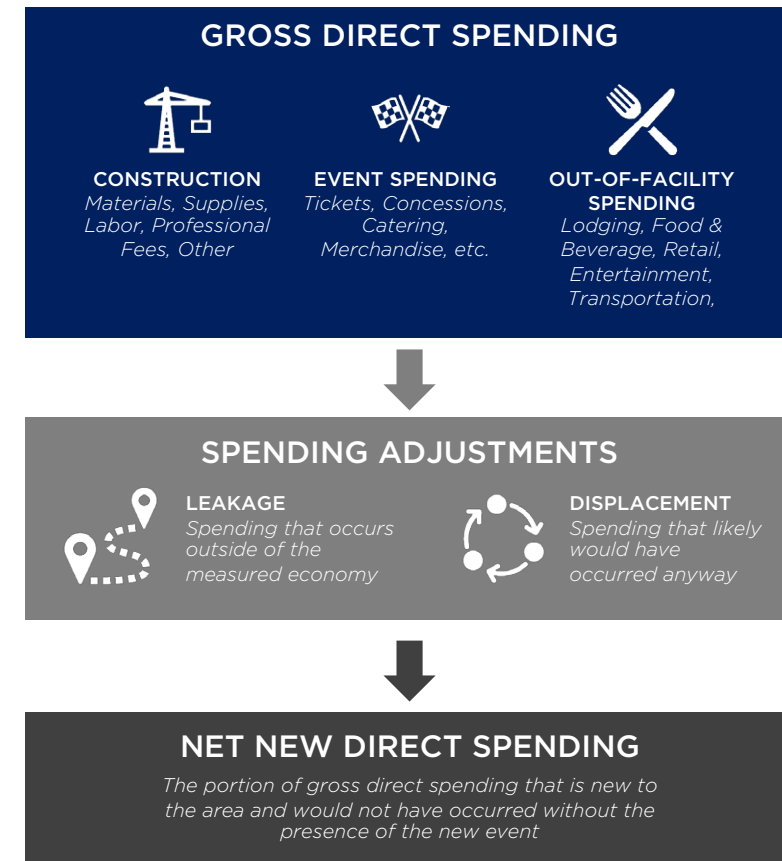 GROSS DIRECT SPENDING
CONSTRUCTION
Materials, Supplies,
Labor, Professional
Fees, Other
EVENT SPENDING
Tickets, Concessions,
Catering,
Merchandise, etc.
OUT-OF-FACILITY
SPENDING
Lodging, Food &
Beverage, Retail,
Entertainment,
Transportation,
SPENDING ADJUSTMENTS
LEAKAGE
Spending that occurs
outside of the
measured economy
DISPLACEMENT
Spending that likely
would have
occurred anyway
NET NEW DIRECT SPENDING
The portion of gross direct spending that is new to
the area and would not have occurred without the
presence of the new event